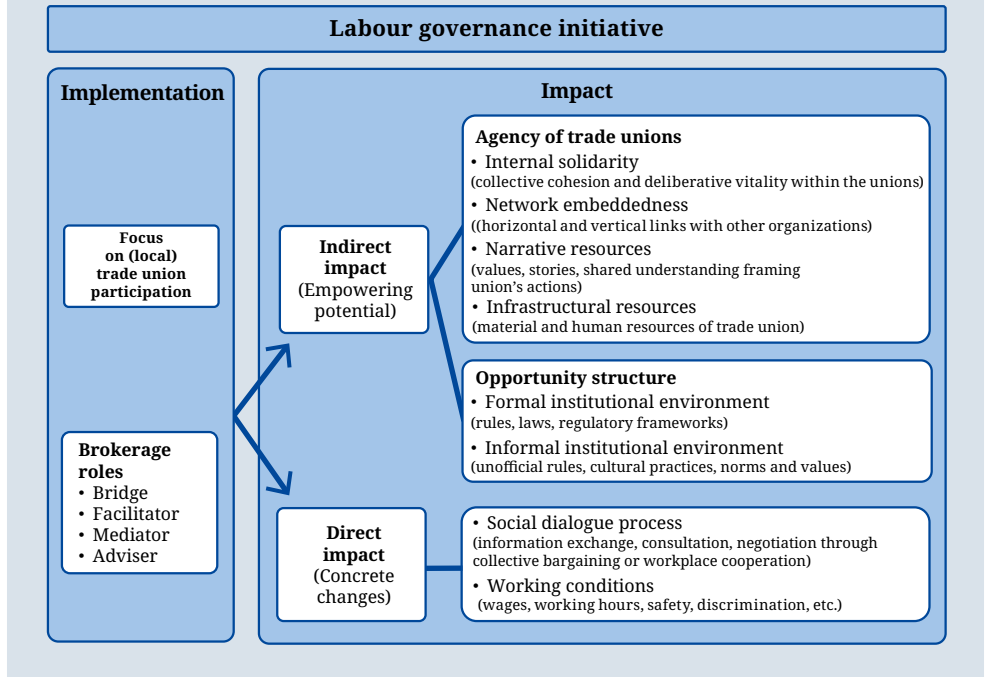 Labour governance initiative
Implementation
Focus
on (local)
trade union
participation
Brokerage
roles
• Bridge
• Facilitator
• Mediator
• Adviser
Impact
Indirect
impact
(Empowering
potential)
Agency of trade unions
• Internal solidarity
(collective cohesion and deliberative vitality within the unions)
• Network embeddedness
((horizontal and vertical links with other organizations)
• Narrative resources
(values, stories, shared understanding framing
union’s actions)
• Infrastructural resources
(material and human resources of trade union)
Opportunity structure
• Formal institutional environment
(rules, laws, regulatory frameworks)
• Informal institutional environment
(unofficial rules, cultural practices, norms and values)
Direct
impact
(Concrete
changes)
• Social dialogue process
(information exchange, consultation, negotiation through
collective bargaining or workplace cooperation)
• Working conditions
(wages, working hours, safety, discrimination, etc.)